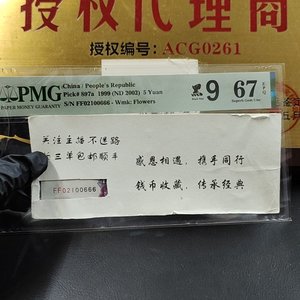 授权代理商
授权编号：ACG0261
PMG
PAPER MONEY GUARANTY
China / People's Republic
Pick# 897a 1999 (ND 2002) 5 Yuan
S/N FF02100666 - Wmk: Flowers
黑 9
67 EPQ
Superb Gem Unc
关注主播不迷路
三单包邮顺丰
感恩相遇，携手同行
钱币收藏，传承经典
FF02100666